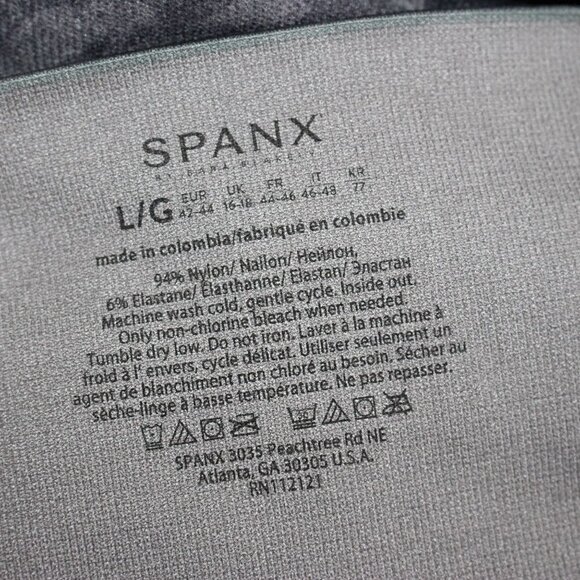 SPANX
SARA BLAKELY
L/G EUR 42-44 UK 16-18 FR 44-46 IT 46-48 KR 77
made in colombia/fabriqué en colombie
94% Nylon/ Nailon/ Нейлон,
6% Elastane/ Élasthanne/ Elastan/ Эластан
Machine wash cold, gentle cycle. Inside out.
Only non-chlorine bleach when needed.
Tumble dry low. Do not iron. Laver à la machine à
froid à l' envers, cycle délicat. Utiliser seulement un
agent de blanchiment non chloré au besoin. Sécher au
sèche-linge à basse température. Ne pas repasser.
SPANX 3035 Peachtree Rd NE
Atlanta, GA 30305 U.S.A.
RN112121